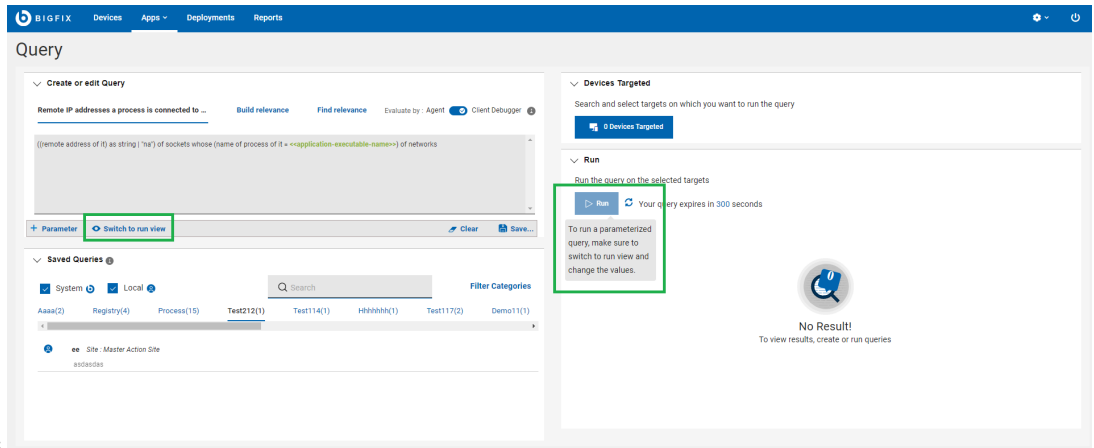 BIGFIX Devices Apps Deployments Reports
Query
Create or edit Query
Remote IP addresses a process is connected to ... Build relevance Find relevance Evaluate by : Agent Client Debugger
((remote address of it) as string | "na") of sockets whose (name of process of it = <<application-executable-name>>) of networks
+ Parameter Switch to run view Clear Save...
Saved Queries
System Local Search Filter Categories
Aaaa(2) Registry(4) Process(15) Test212(1) Test114(1) Hhhhhhh(1) Test117(2) Demo11(1)
ee Site : Master Action Site
asdasdas
Devices Targeted
Search and select targets on which you want to run the query
0 Devices Targeted
Run
Run the query on the selected targets
Run Your query expires in 300 seconds
To run a parameterized
query, make sure to
switch to run view and
change the values.
No Result!
To view results, create or run queries